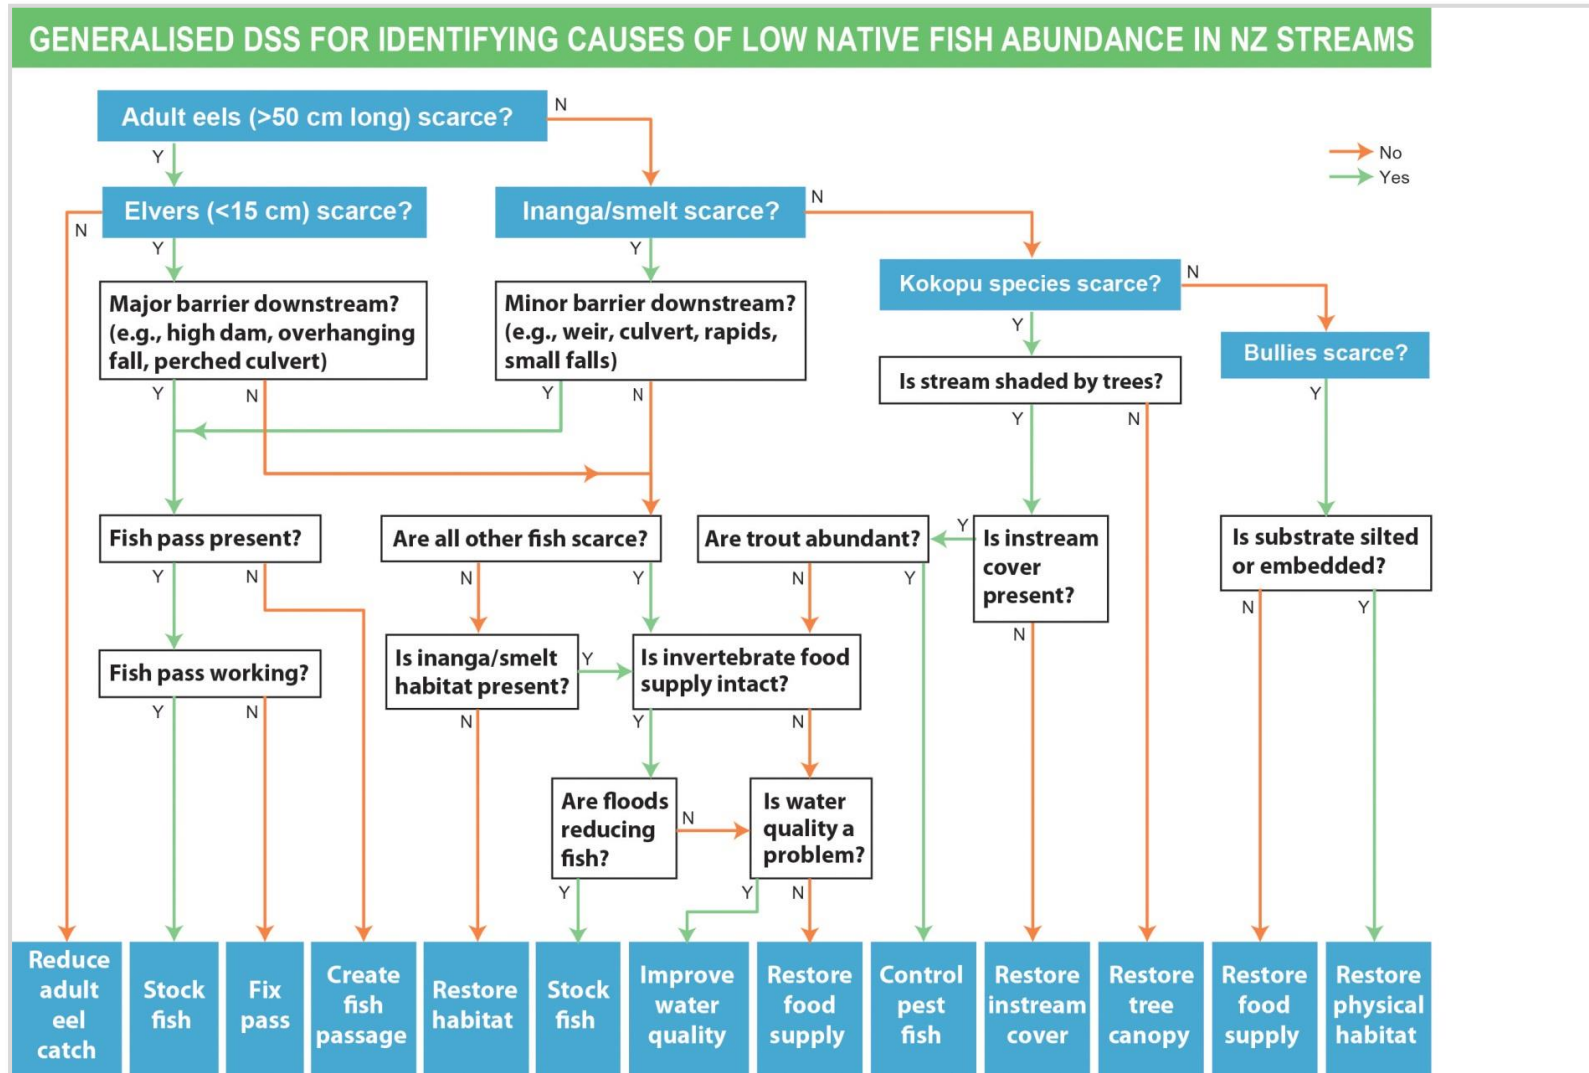 GENERALISED DSS FOR IDENTIFYING CAUSES OF LOW NATIVE FISH ABUNDANCE IN NZ STREAMS
Adult eels (>50 cm long) scarce?
N
Y
No
Yes
Elvers (<15 cm) scarce?
N
Y
Inanga/smelt scarce?
N
Y
Kokopu species scarce?
N
Y
Major barrier downstream?
(e.g., high dam, overhanging
fall, perched culvert)
Y
N
Minor barrier downstream?
(e.g., weir, culvert, rapids,
small falls)
Y
N
Bullies scarce?
Y
Is stream shaded by trees?
Y
N
Fish pass present?
Y
N
Are all other fish scarce?
N
Y
Are trout abundant?
N
Y
Y
Is instream
cover
present?
N
Is substrate silted
or embedded?
N
Y
Fish pass working?
Y
N
Is inanga/smelt
habitat present?
Y
N
Is invertebrate food
supply intact?
Y
N
Are floods
reducing
fish?
N
Y
Is water
quality a
problem?
Y
N
Reduce
adult
eel
catch
Stock
fish
Fix
pass
Create
fish
passage
Restore
habitat
Stock
fish
Improve
water
quality
Restore
food
supply
Control
pest
fish
Restore
instream
cover
Restore
tree
canopy
Restore
food
supply
Restore
physical
habitat